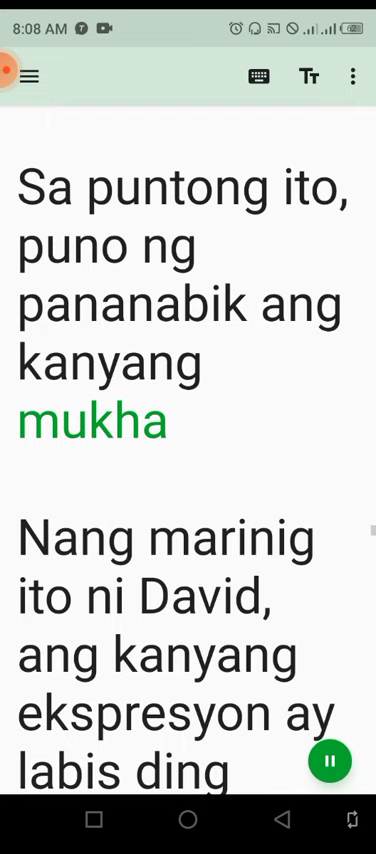 8:08 AM
Sa puntong ito,
puno ng
pananabik ang
kanyang
mukha
Nang marinig
ito ni David,
ang kanyang
ekspresyon ay
labis ding